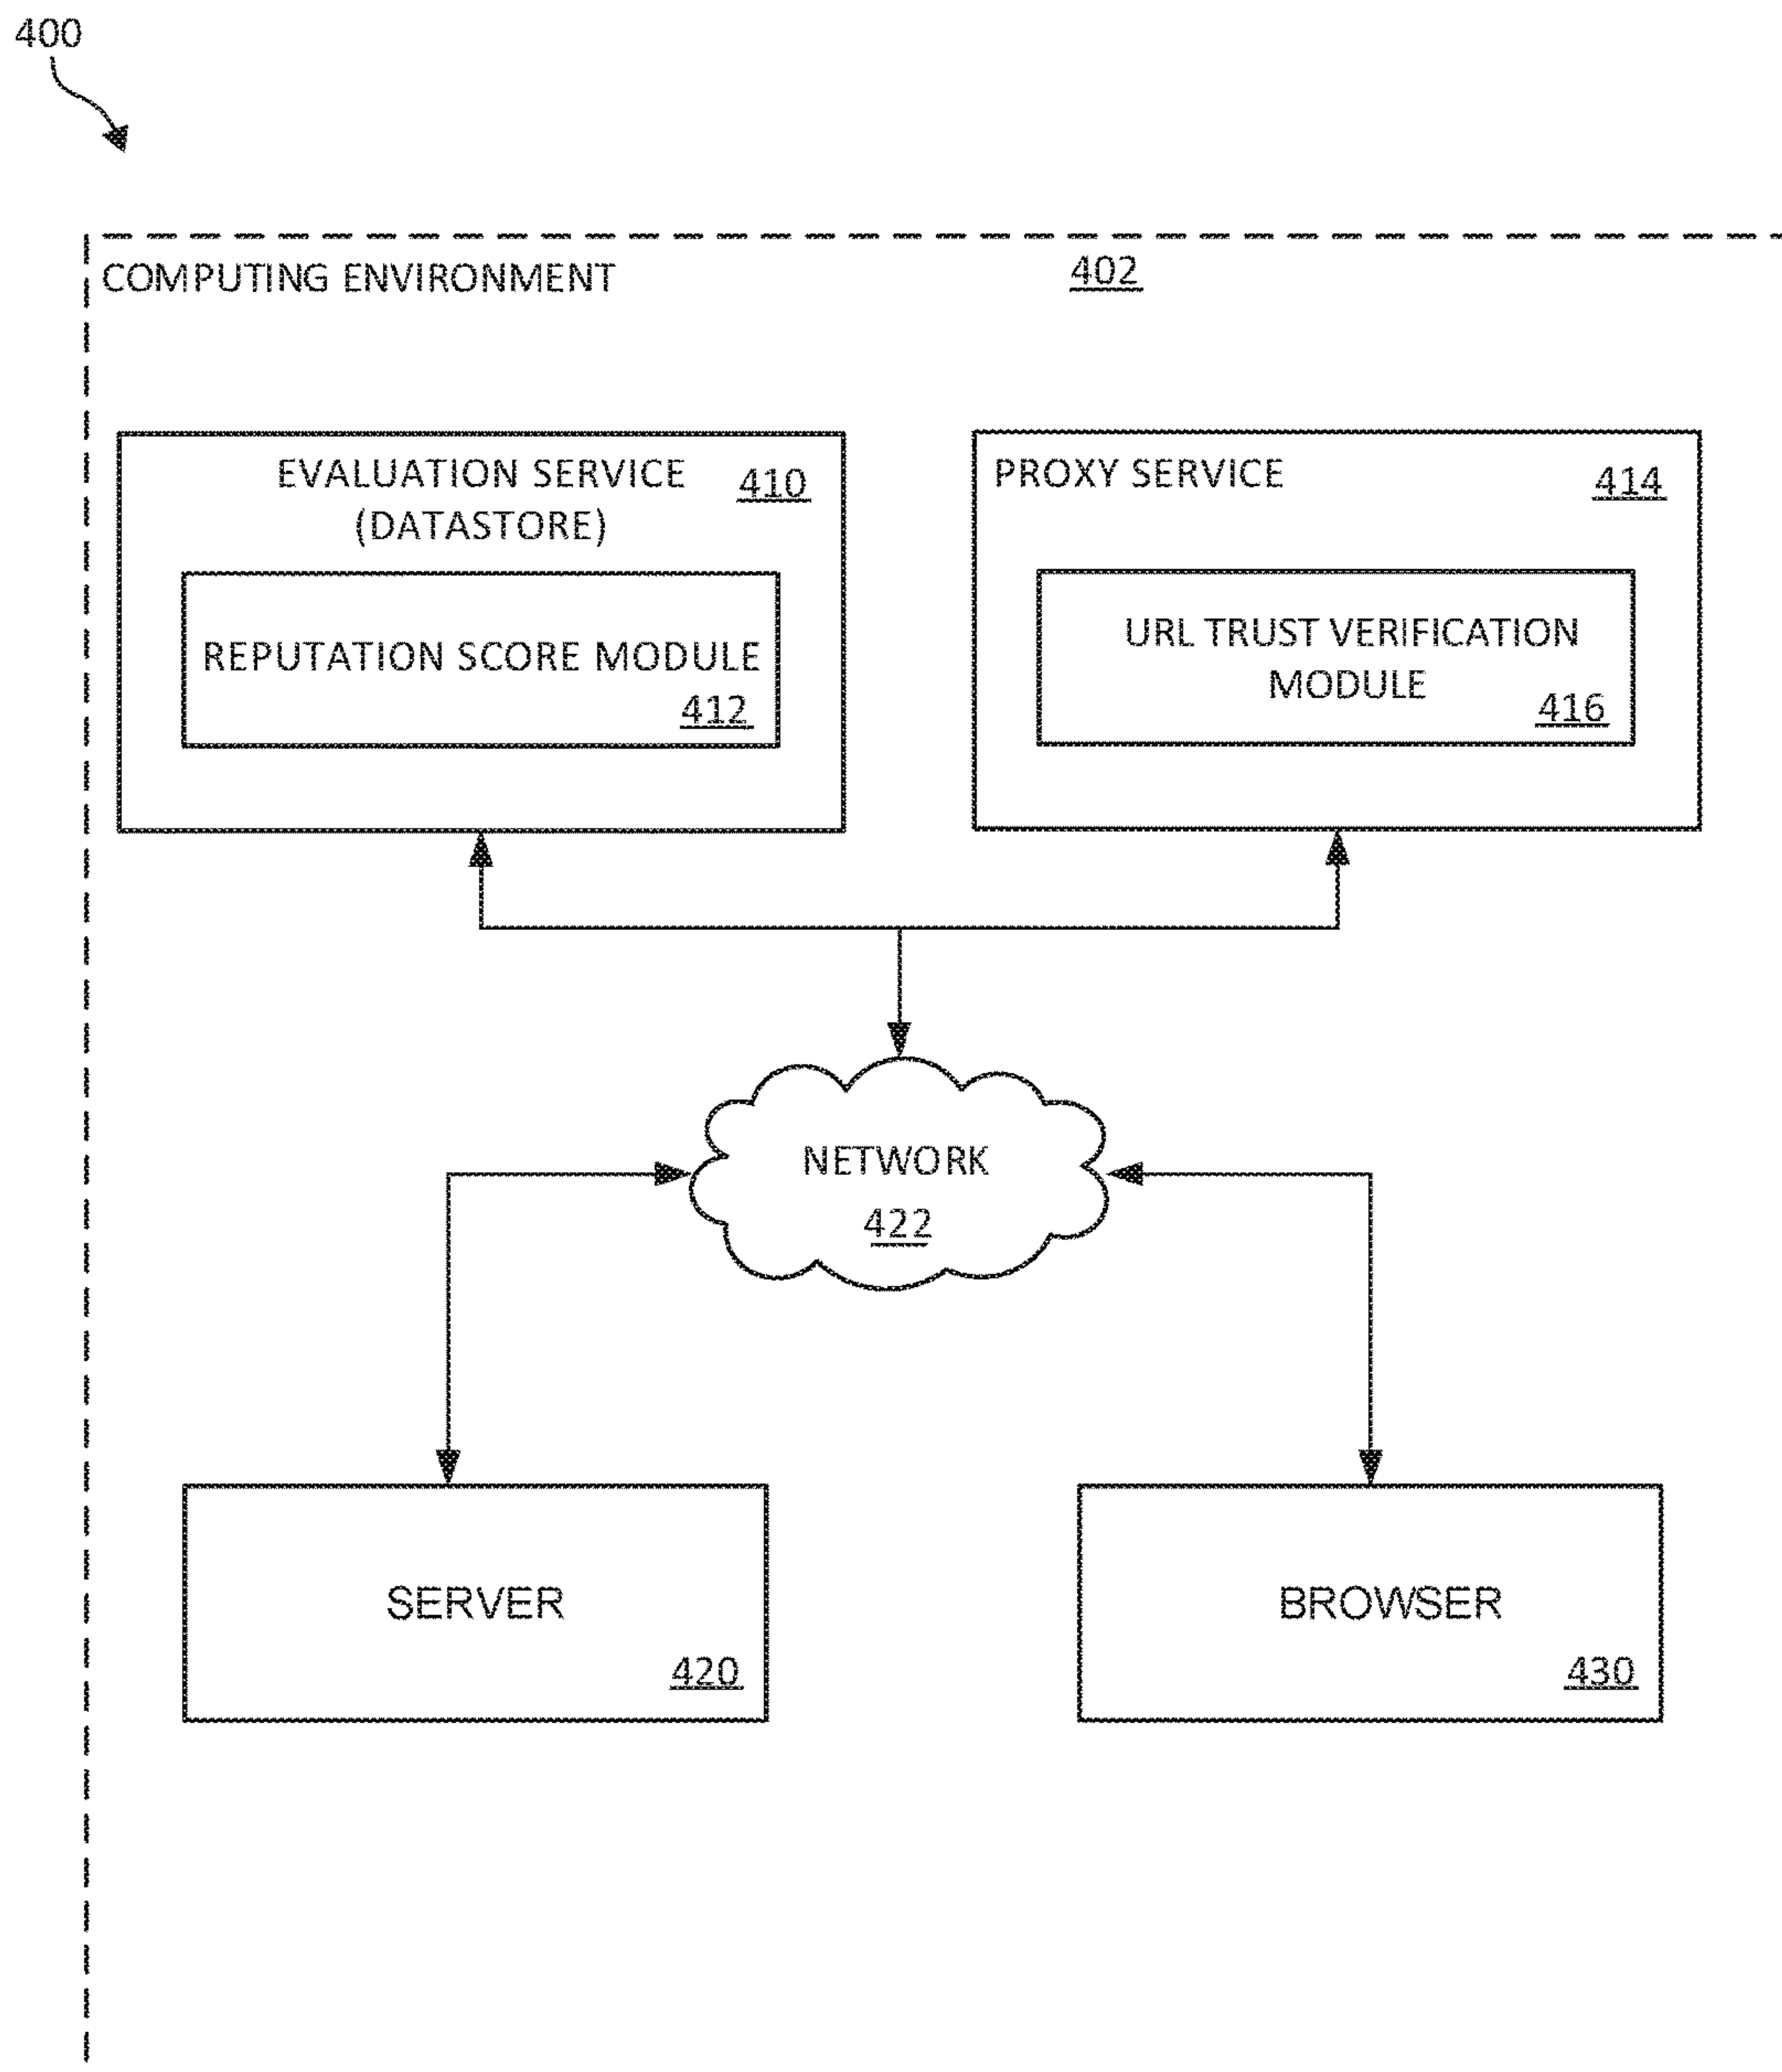 400
COMPUTING ENVIRONMENT 402
EVALUATION SERVICE 410
(DATASTORE)
REPUTATION SCORE MODULE
412
PROXY SERVICE 414
URL TRUST VERIFICATION
MODULE
416
NETWORK
422
SERVER
420
BROWSER
430